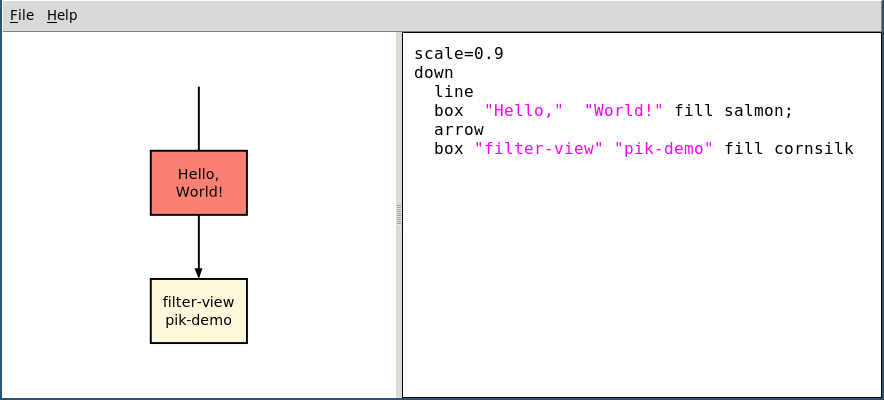 File Help
Hello,
World!
filter-view
pik-demo
scale=0.9
down
  line
  box  "Hello,"  "World!" fill salmon;
  arrow
  box "filter-view" "pik-demo" fill cornsilk